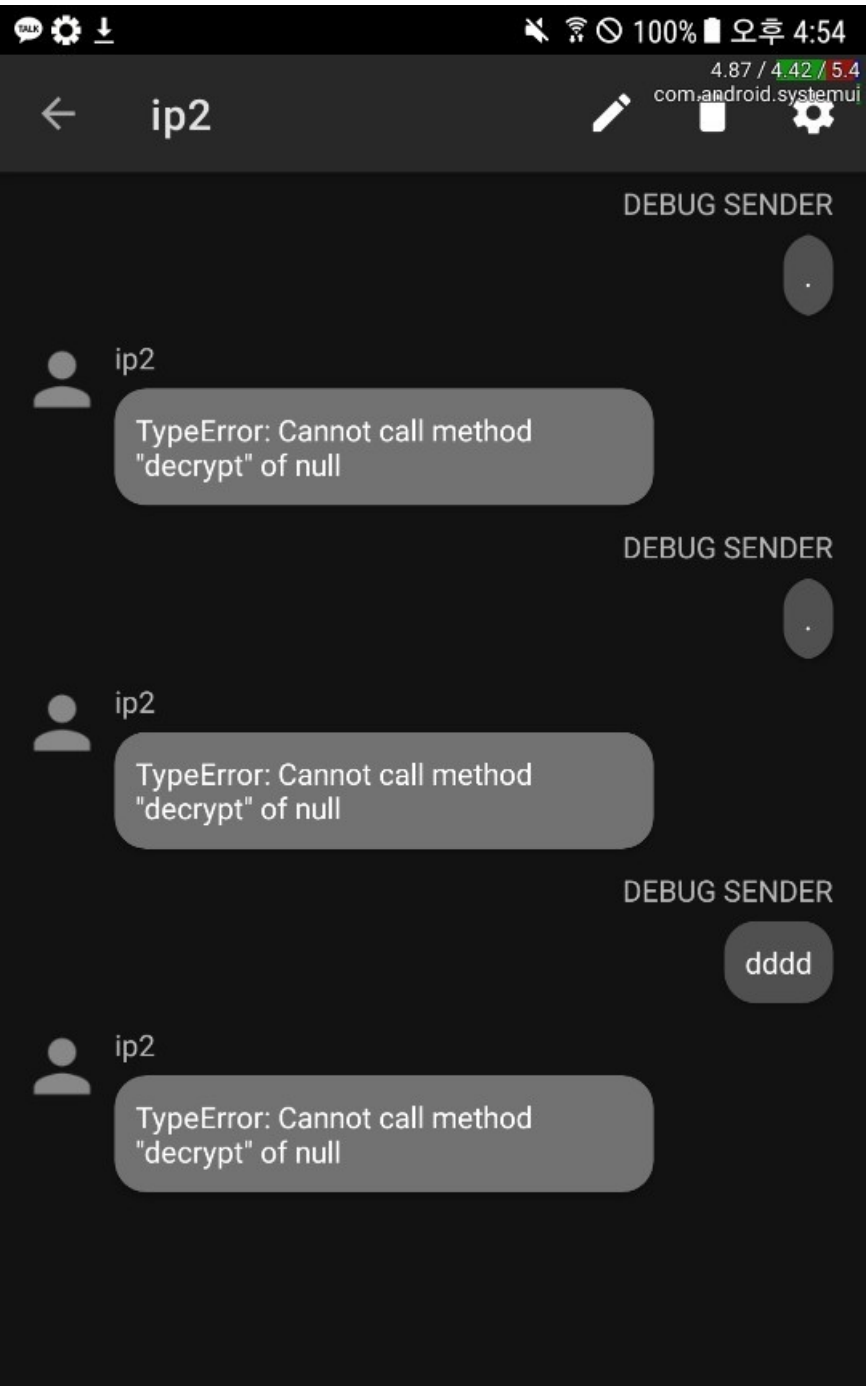 TALK
100% 오후 4:54
4.87 / 4.42 / 5.4
com.android.systemui
ip2
DEBUG SENDER
.
ip2
TypeError: Cannot call method
"decrypt" of null
DEBUG SENDER
.
ip2
TypeError: Cannot call method
"decrypt" of null
DEBUG SENDER
dddd
ip2
TypeError: Cannot call method
"decrypt" of null